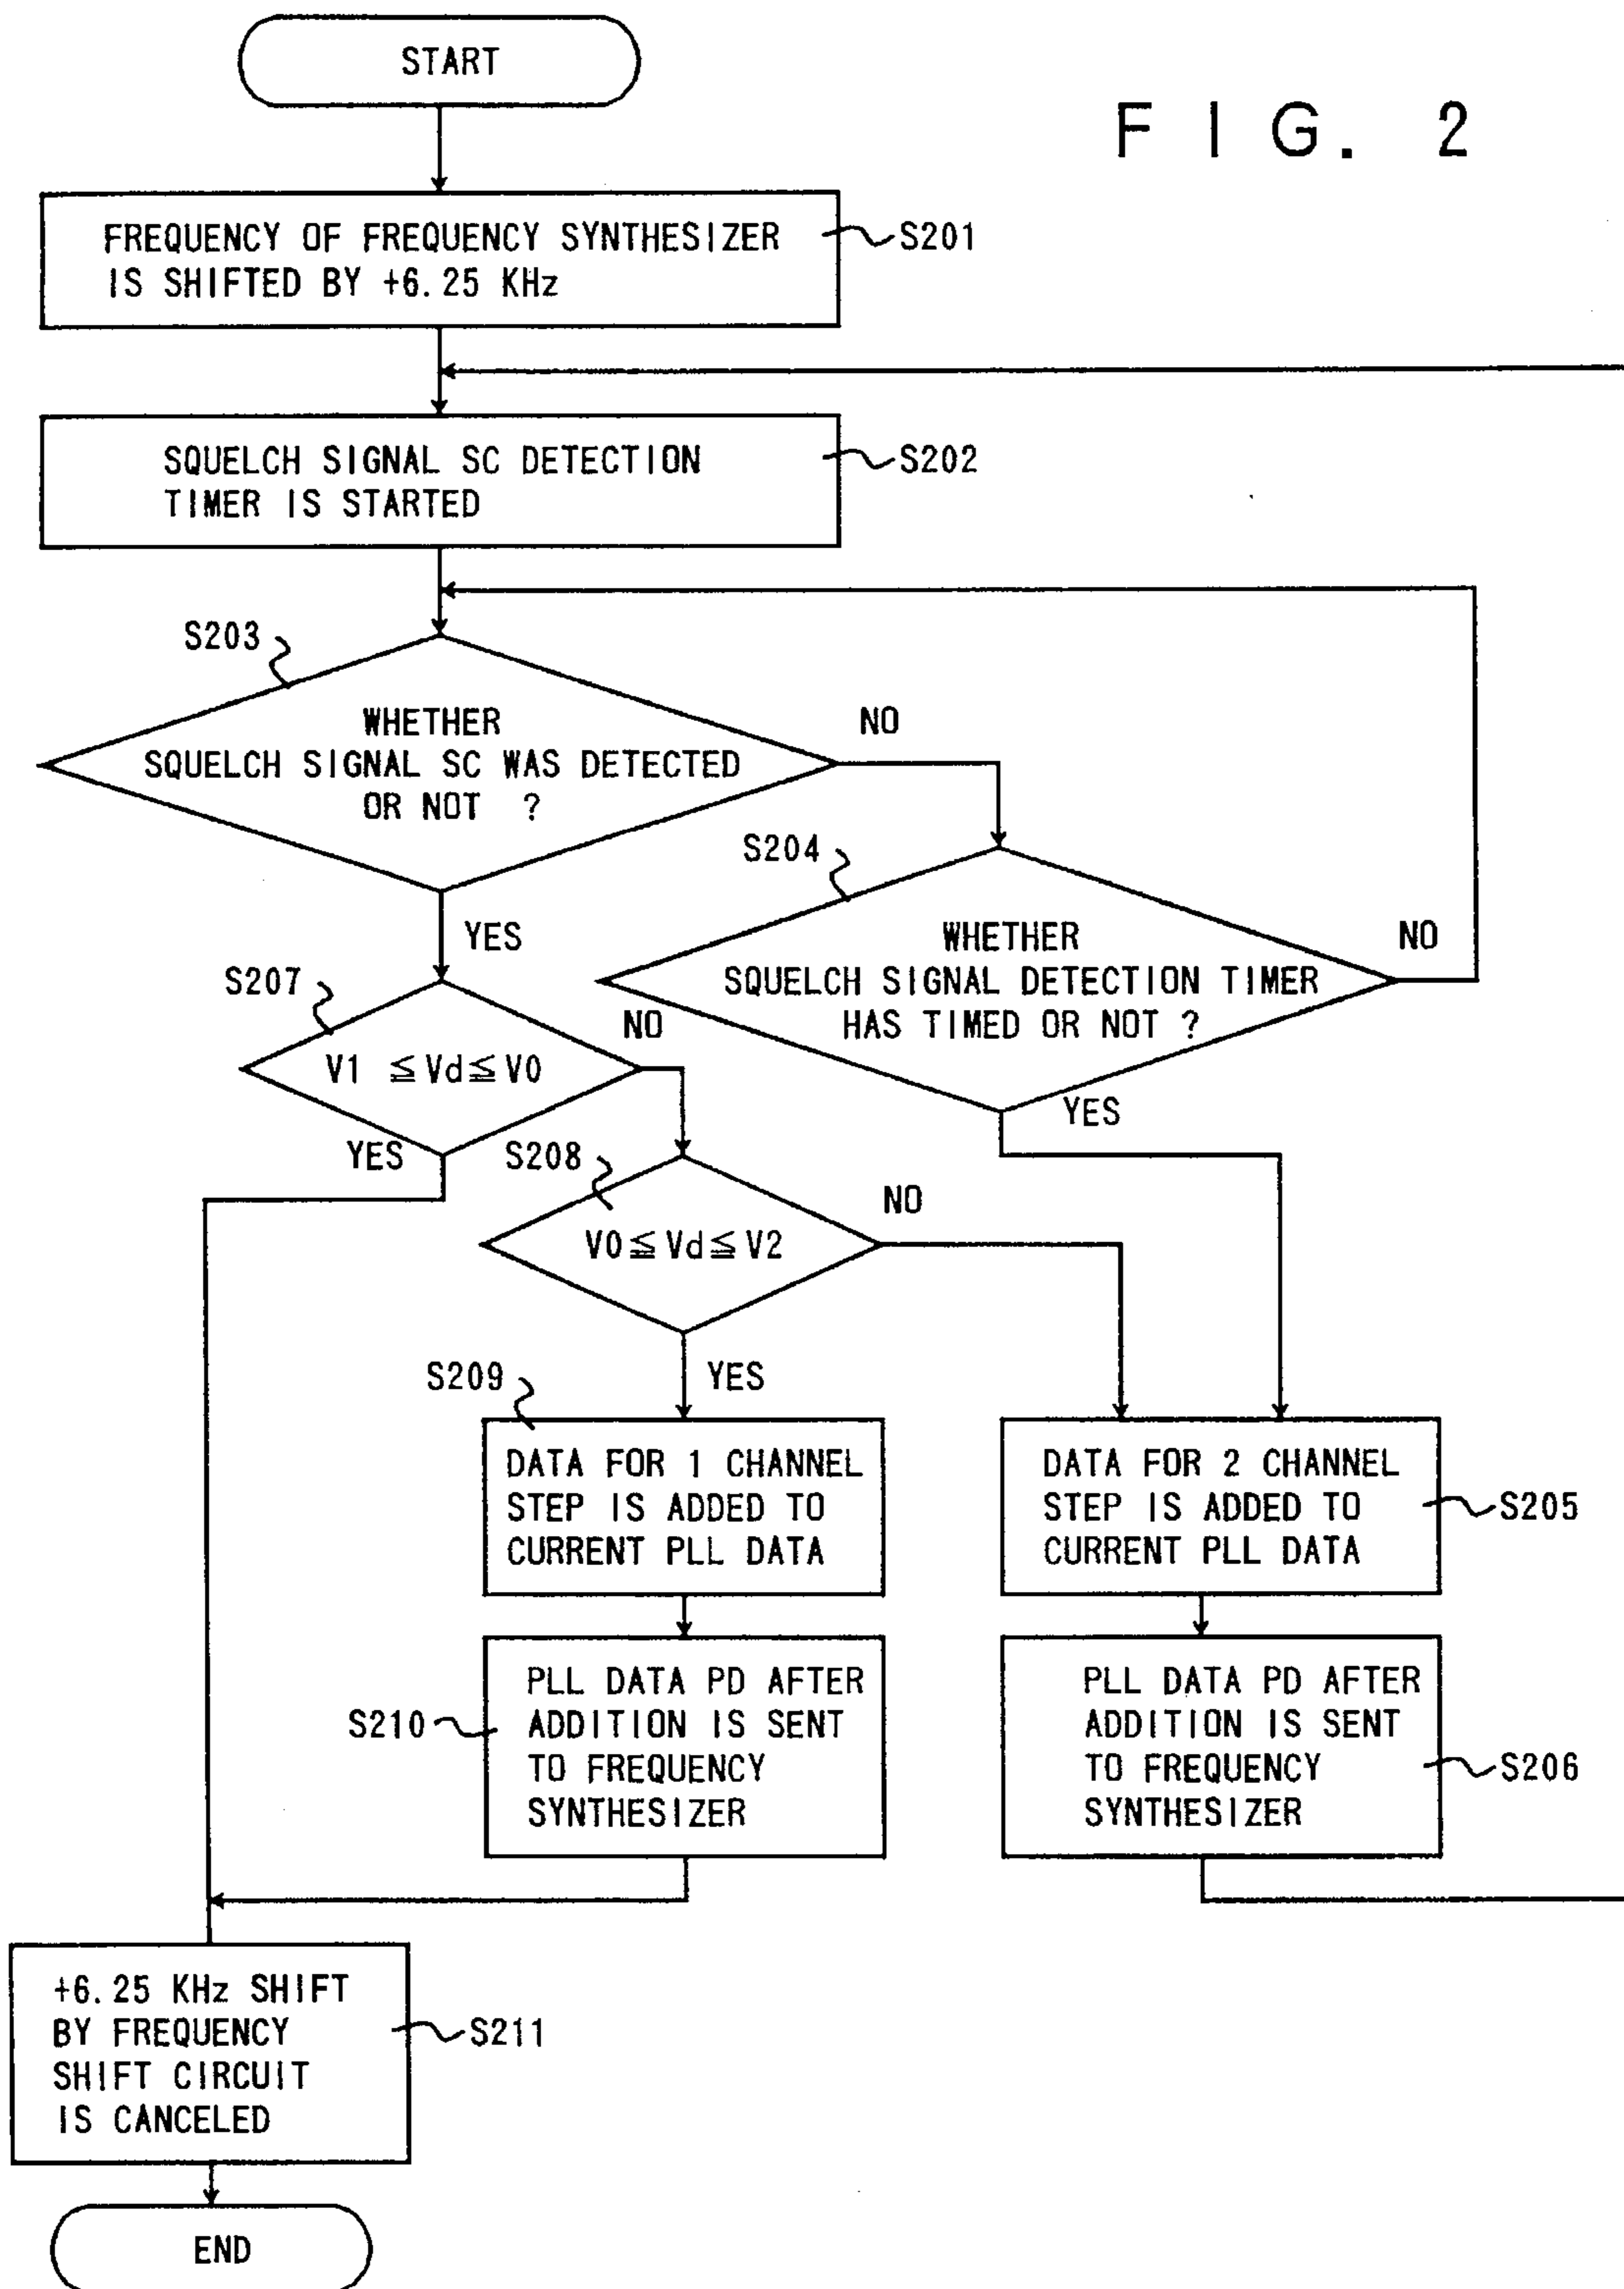 START
F I G. 2
FREQUENCY OF FREQUENCY SYNTHESIZER
IS SHIFTED BY +6.25 KHz
S201
SQUELCH SIGNAL SC DETECTION
TIMER IS STARTED
S202
S203
WHETHER
SQUELCH SIGNAL SC WAS DETECTED
OR NOT ?
NO
YES
S204
WHETHER
SQUELCH SIGNAL DETECTION TIMER
HAS TIMED OR NOT ?
NO
YES
S207
V1 ≦ Vd ≦ V0
NO
YES
S208
V0 ≦ Vd ≦ V2
NO
YES
S209
DATA FOR 1 CHANNEL
STEP IS ADDED TO
CURRENT PLL DATA
DATA FOR 2 CHANNEL
STEP IS ADDED TO
CURRENT PLL DATA
S205
S210
PLL DATA PD AFTER
ADDITION IS SENT
TO FREQUENCY
SYNTHESIZER
PLL DATA PD AFTER
ADDITION IS SENT
TO FREQUENCY
SYNTHESIZER
S206
+6.25 KHz SHIFT
BY FREQUENCY
SHIFT CIRCUIT
IS CANCELED
S211
END